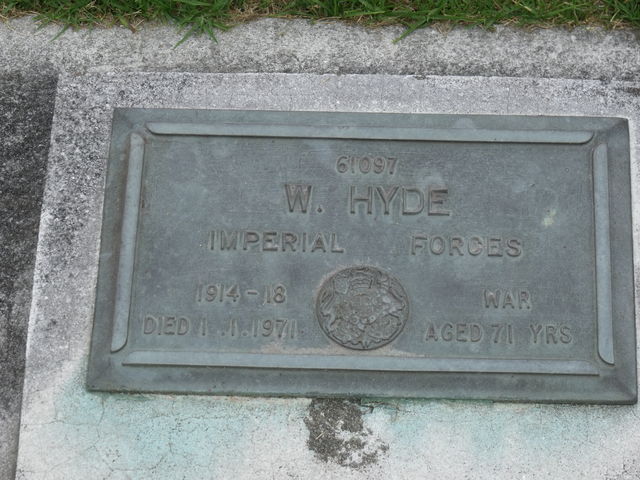 61097
W. HYDE
IMPERIAL FORCES
1914-18 WAR
DIED 1.1.1971 AGED 71 YRS